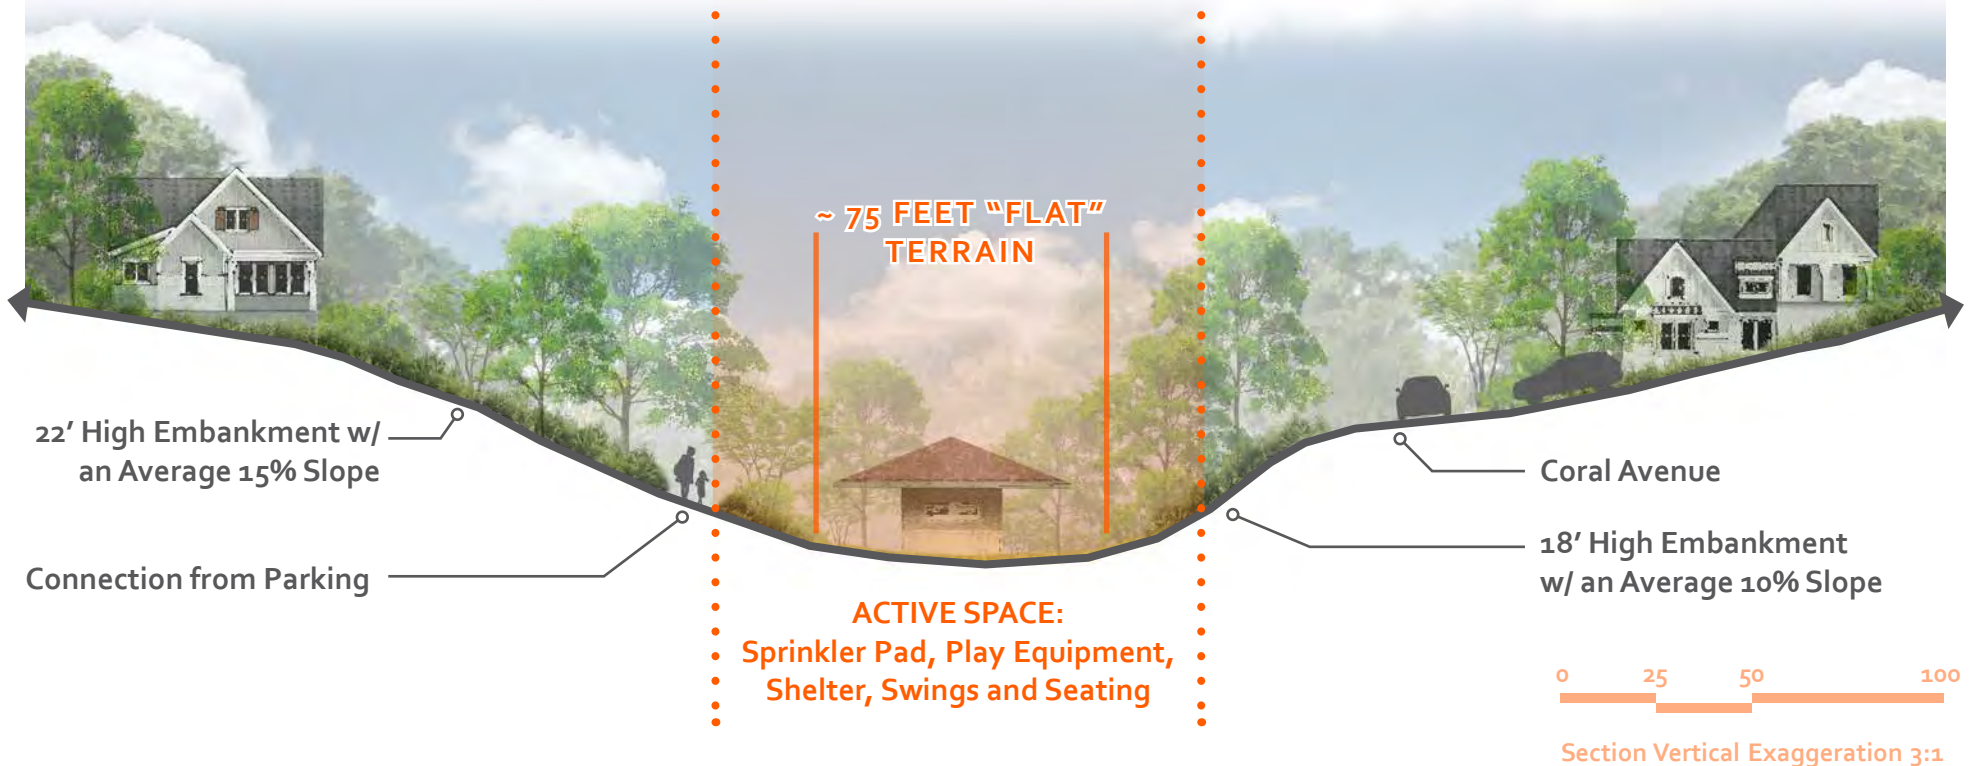 ~ 75 FEET “FLAT”
TERRAIN
22’ High Embankment w/
an Average 15% Slope
Connection from Parking
Coral Avenue
18’ High Embankment
w/ an Average 10% Slope
ACTIVE SPACE:
Sprinkler Pad, Play Equipment,
Shelter, Swings and Seating
0 25 50 100
Section Vertical Exaggeration 3:1